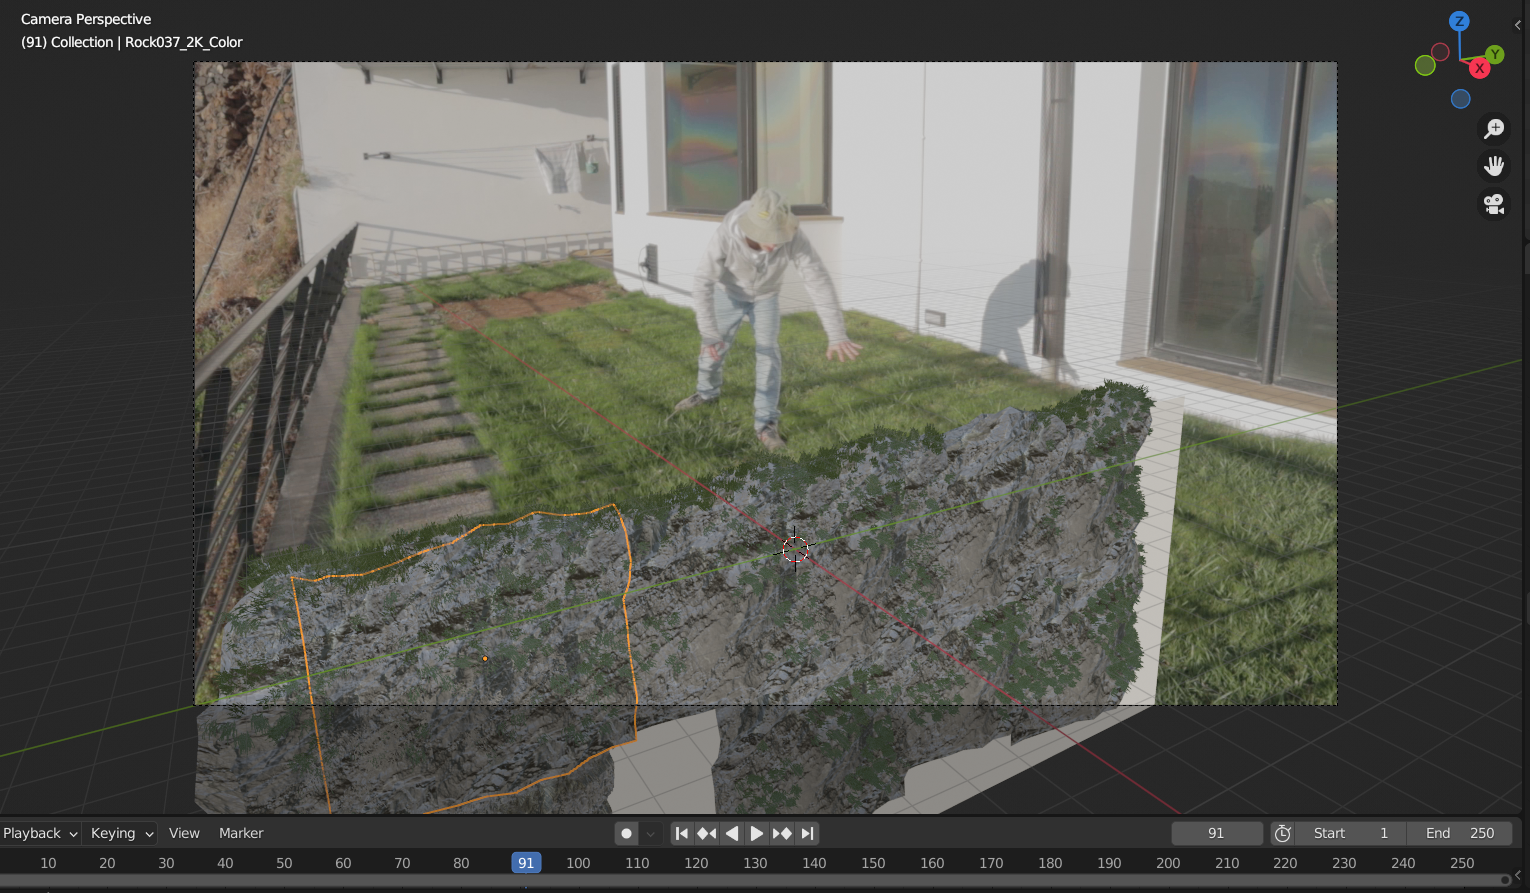 Camera Perspective
(91) Collection | Rock037_2K_Color
Z
Y
X
Playback Keying View Marker 91 Start 1 End 250
10 20 30 40 50 60 70 80 91 100 110 120 130 140 150 160 170 180 190 200 210 220 230 240 250